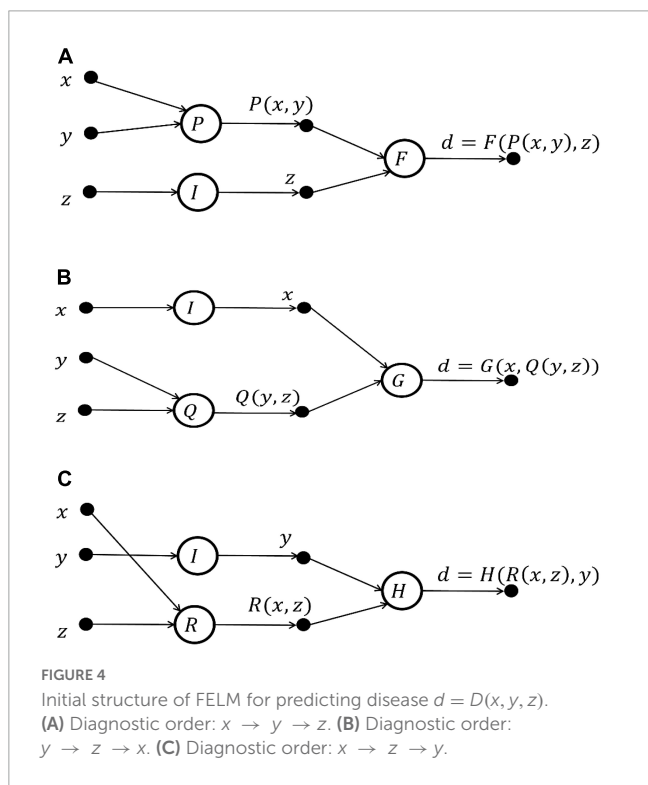 A
x
P(x, y)
y
P
d = F(P(x, y), z)
F
z
I
z
B
x
I
x
y
d = G(x, Q(y, z))
G
Q(y, z)
z
Q
C
x
y
I
y
d = H(R(x, z), y)
H
R(x, z)
z
R
FIGURE 4
Initial structure of FELM for predicting disease d = D(x, y, z).
(A) Diagnostic order: x → y → z. (B) Diagnostic order:
y → z → x. (C) Diagnostic order: x → z → y.